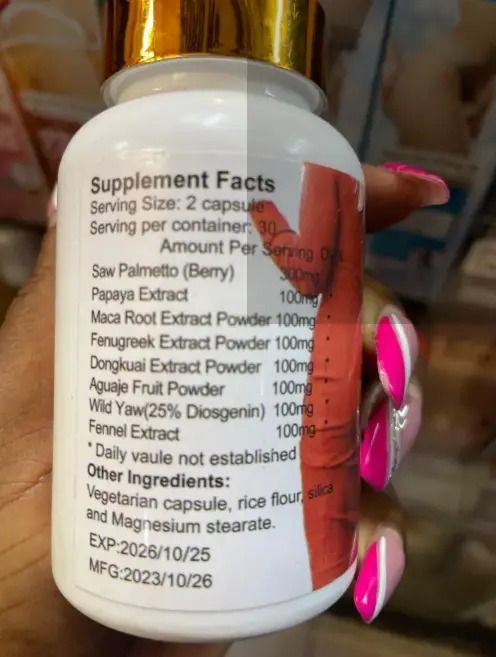 Supplement Facts
Serving Size: 2 capsule
Serving per container: 30
Amount Per Serving
Saw Palmetto (Berry) 300mg
Papaya Extract 100mg *
Maca Root Extract Powder 100mg *
Fenugreek Extract Powder 100mg *
Dongkuai Extract Powder 100mg *
Aguaje Fruit Powder 100mg *
Wild Yaw(25% Diosgenin) 100mg *
Fennel Extract 100mg *
* Daily vaule not established
Other Ingredients:
Vegetarian capsule, rice flour, silica
and Magnesium stearate.
EXP:2026/10/25
MFG:2023/10/26